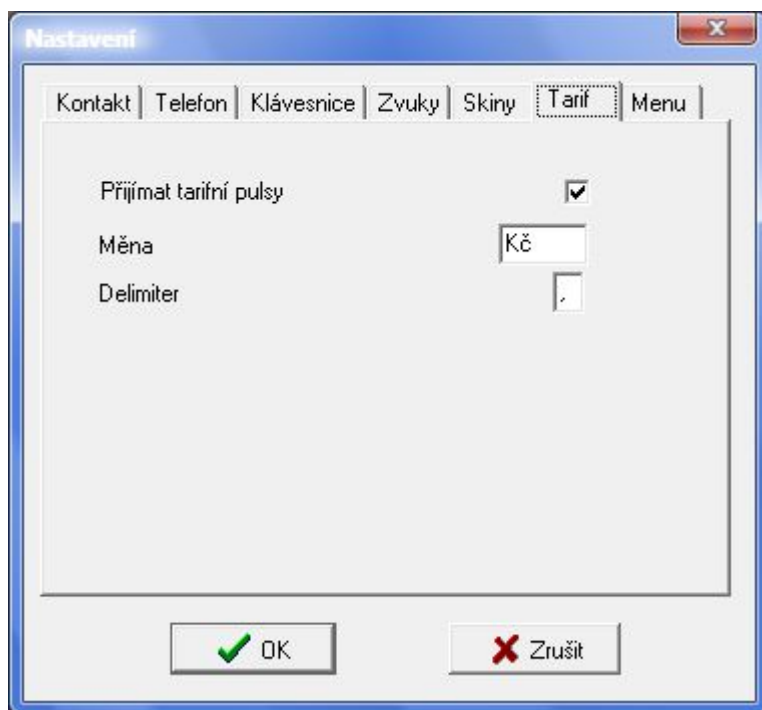 Nastavení
Kontakt Telefon Klávesnice Zvuky Skiny Tarif Menu
Přijímat tarifní pulsy
Měna Kč
Delimiter ,
OK Zrušit